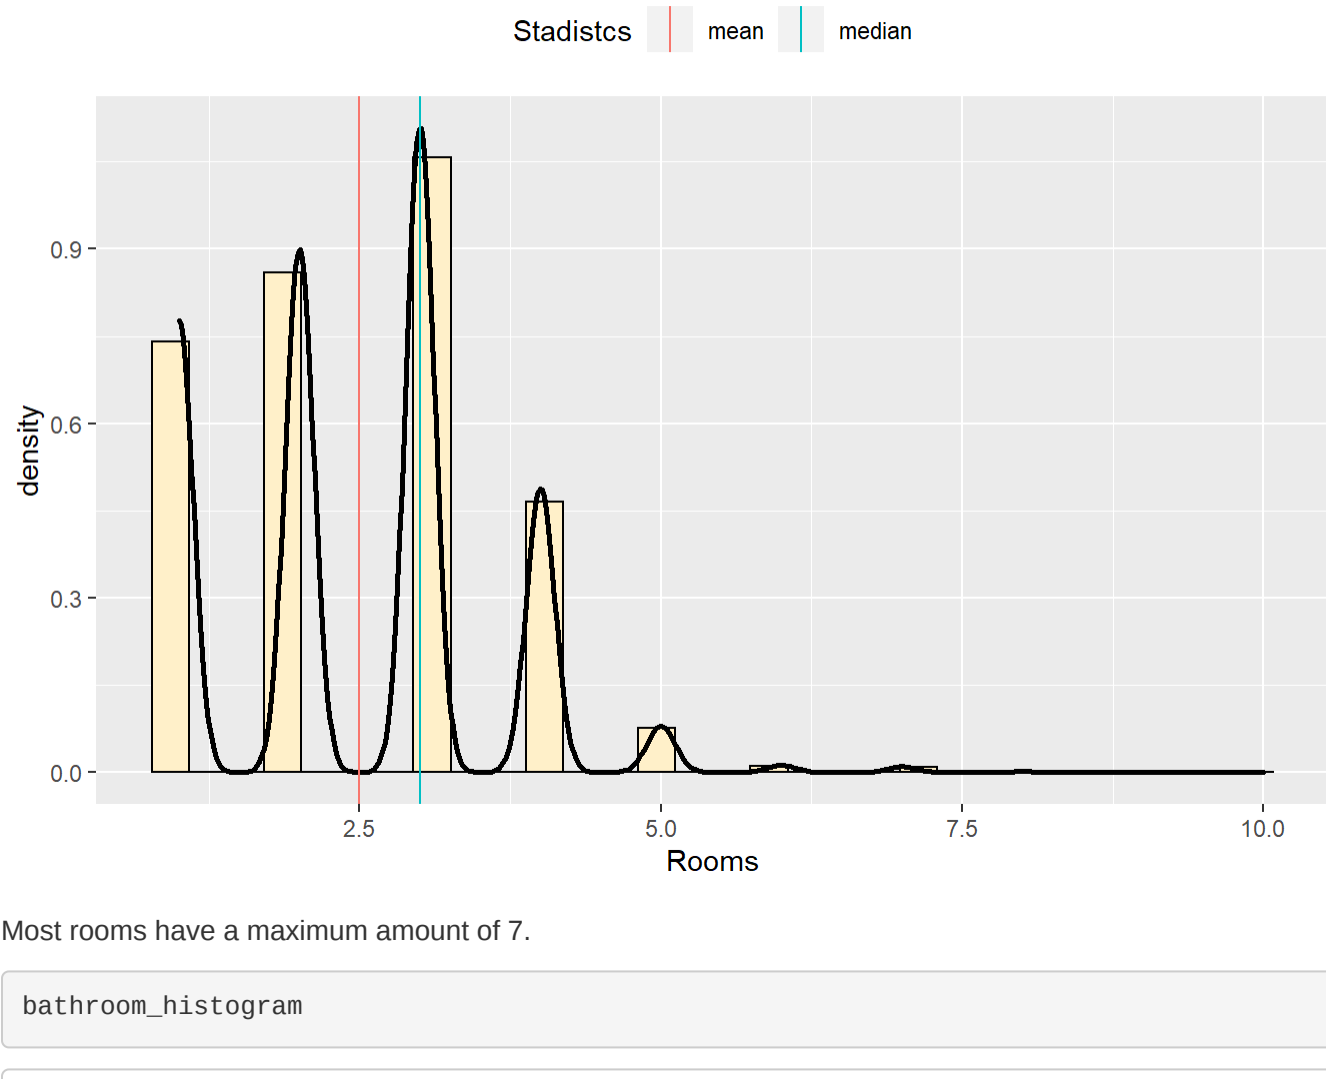 Stadistcs mean median
0.9
0.6
0.3
0.0
density
2.5 5.0 7.5 10.0
Rooms
Most rooms have a maximum amount of 7.
bathroom_histogram